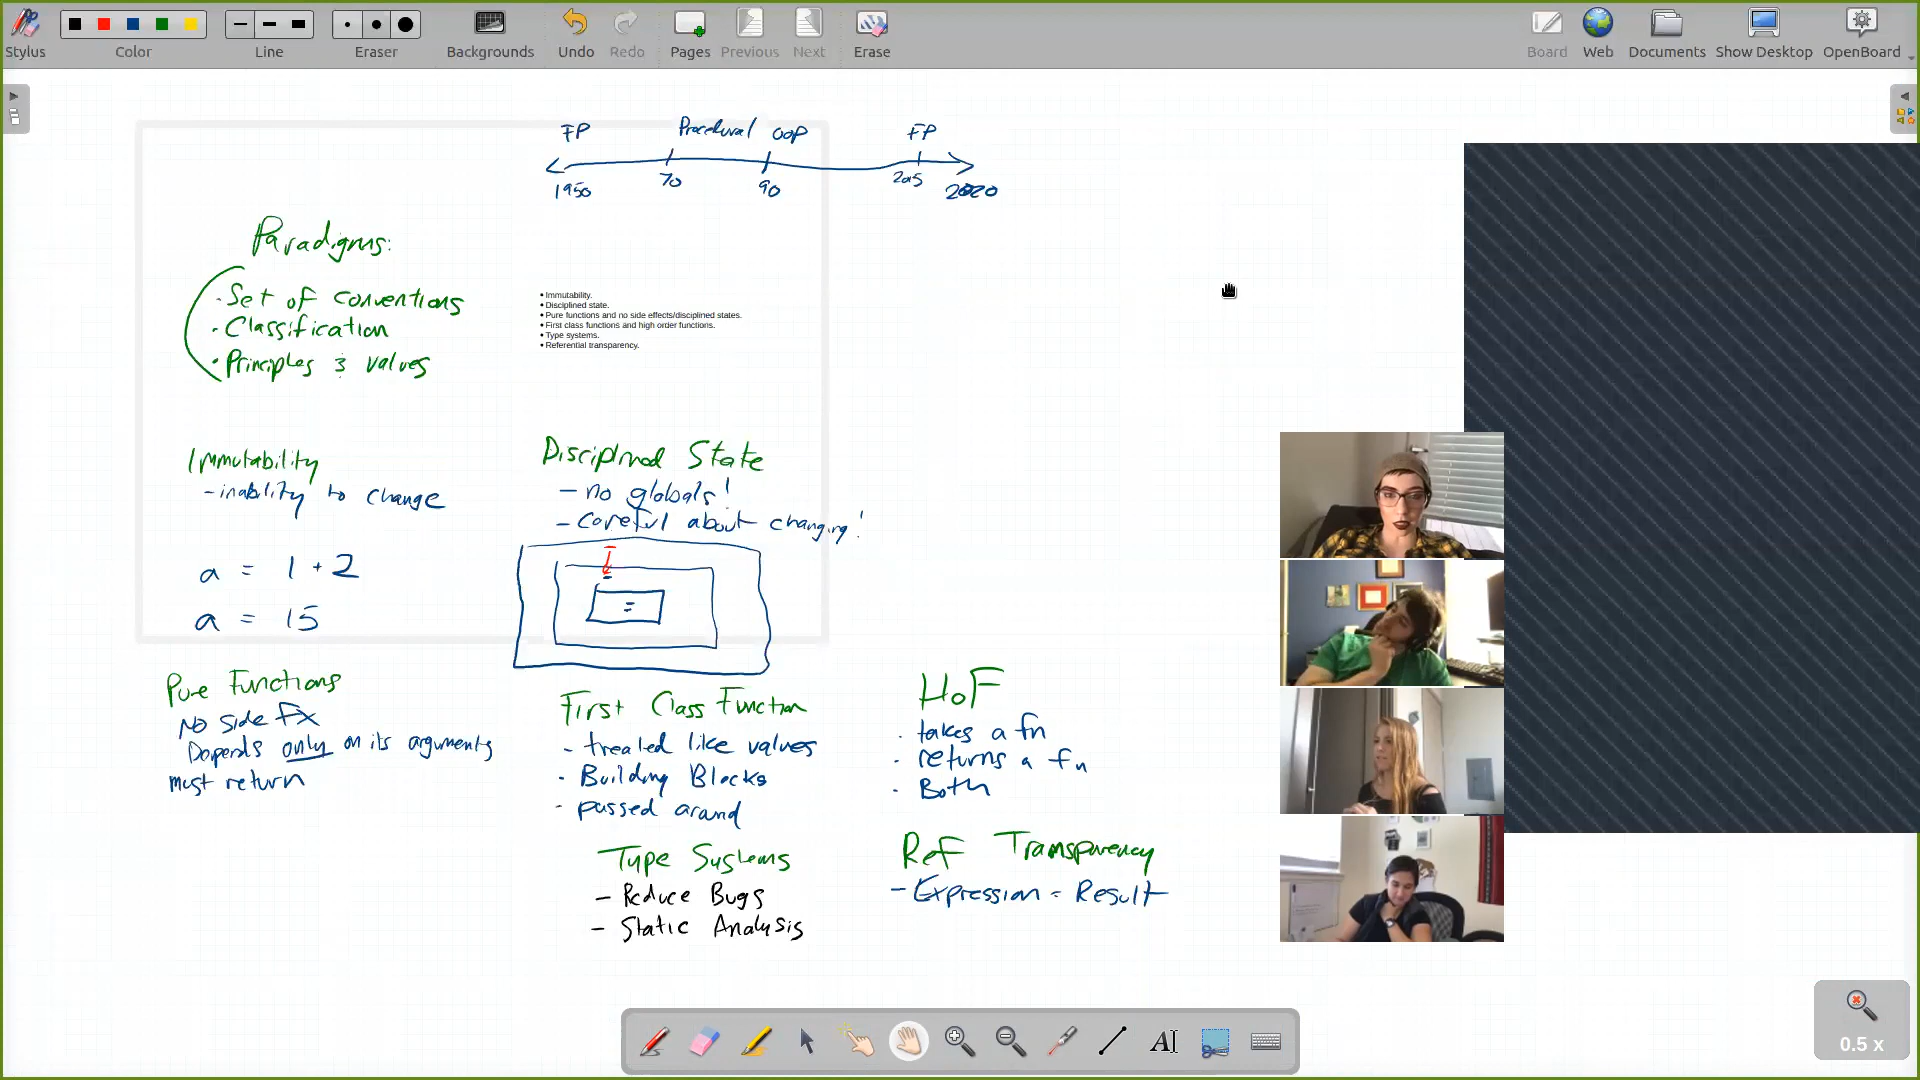 Stylus
Color
Line
Eraser
Backgrounds
Undo
Redo
Pages
Previous
Next
Erase
Board
Web
Documents
Show Desktop
OpenBoard
FP Procedural OOP FP
1950 70 90 2015 2020
Paradigms:
· Set of conventions
· Classification
· Principles & values
• Immutability.
• Disciplined state.
• Pure functions and no side effects/disciplined states.
• First class functions and high order functions.
• Type systems.
• Referential transparency.
Immutability
- inability to change
a = 1 + 2
a = 15
Disciplined State
- no globals!
- careful about changing!
Pure Functions
No side fx
Depends only on its arguments
must return
First Class Function
- treated like values
· Building Blocks
· passed around
HoF
· takes a fn
· returns a fn
· Both
Type Systems
- Reduce Bugs
- Static Analysis
Ref Transparency
- Expression = Result
0.5 x